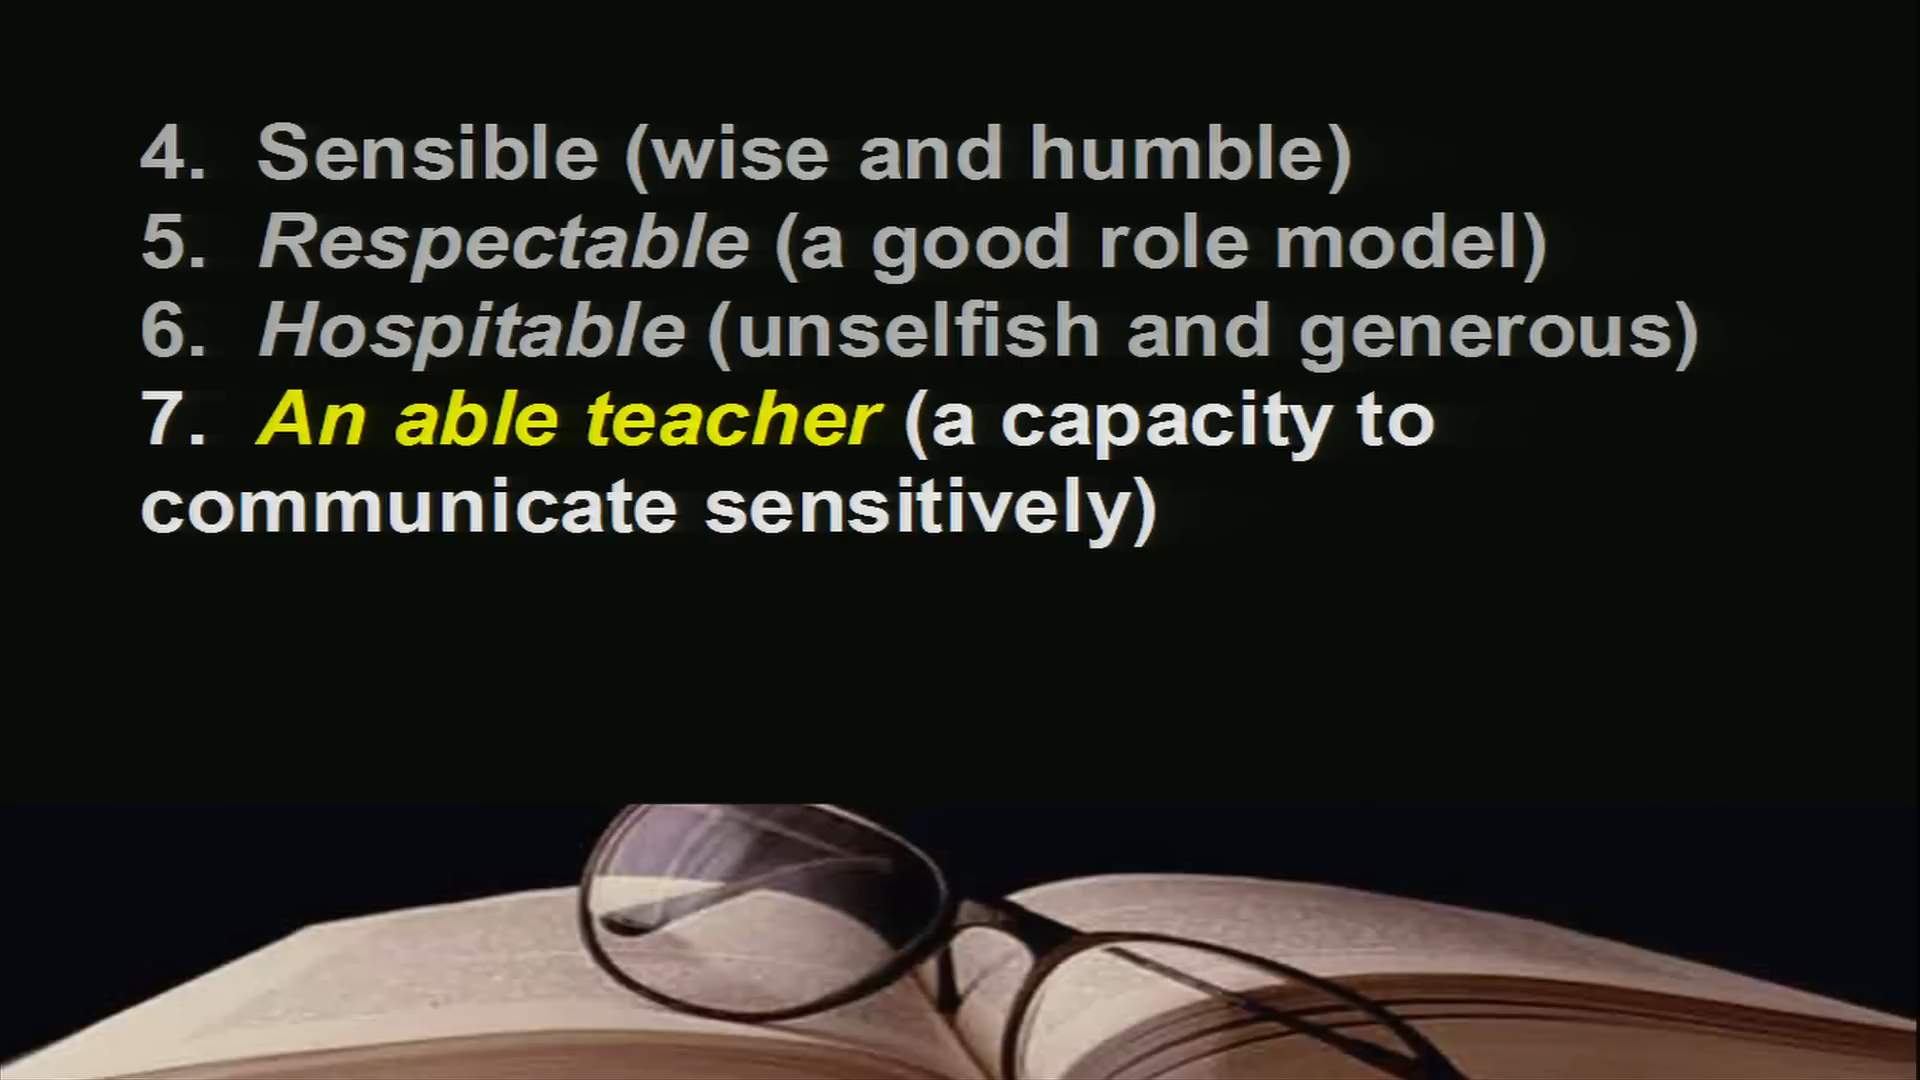 4. Sensible (wise and humble)
5. Respectable (a good role model)
6. Hospitable (unselfish and generous)
7. An able teacher (a capacity to
communicate sensitively)